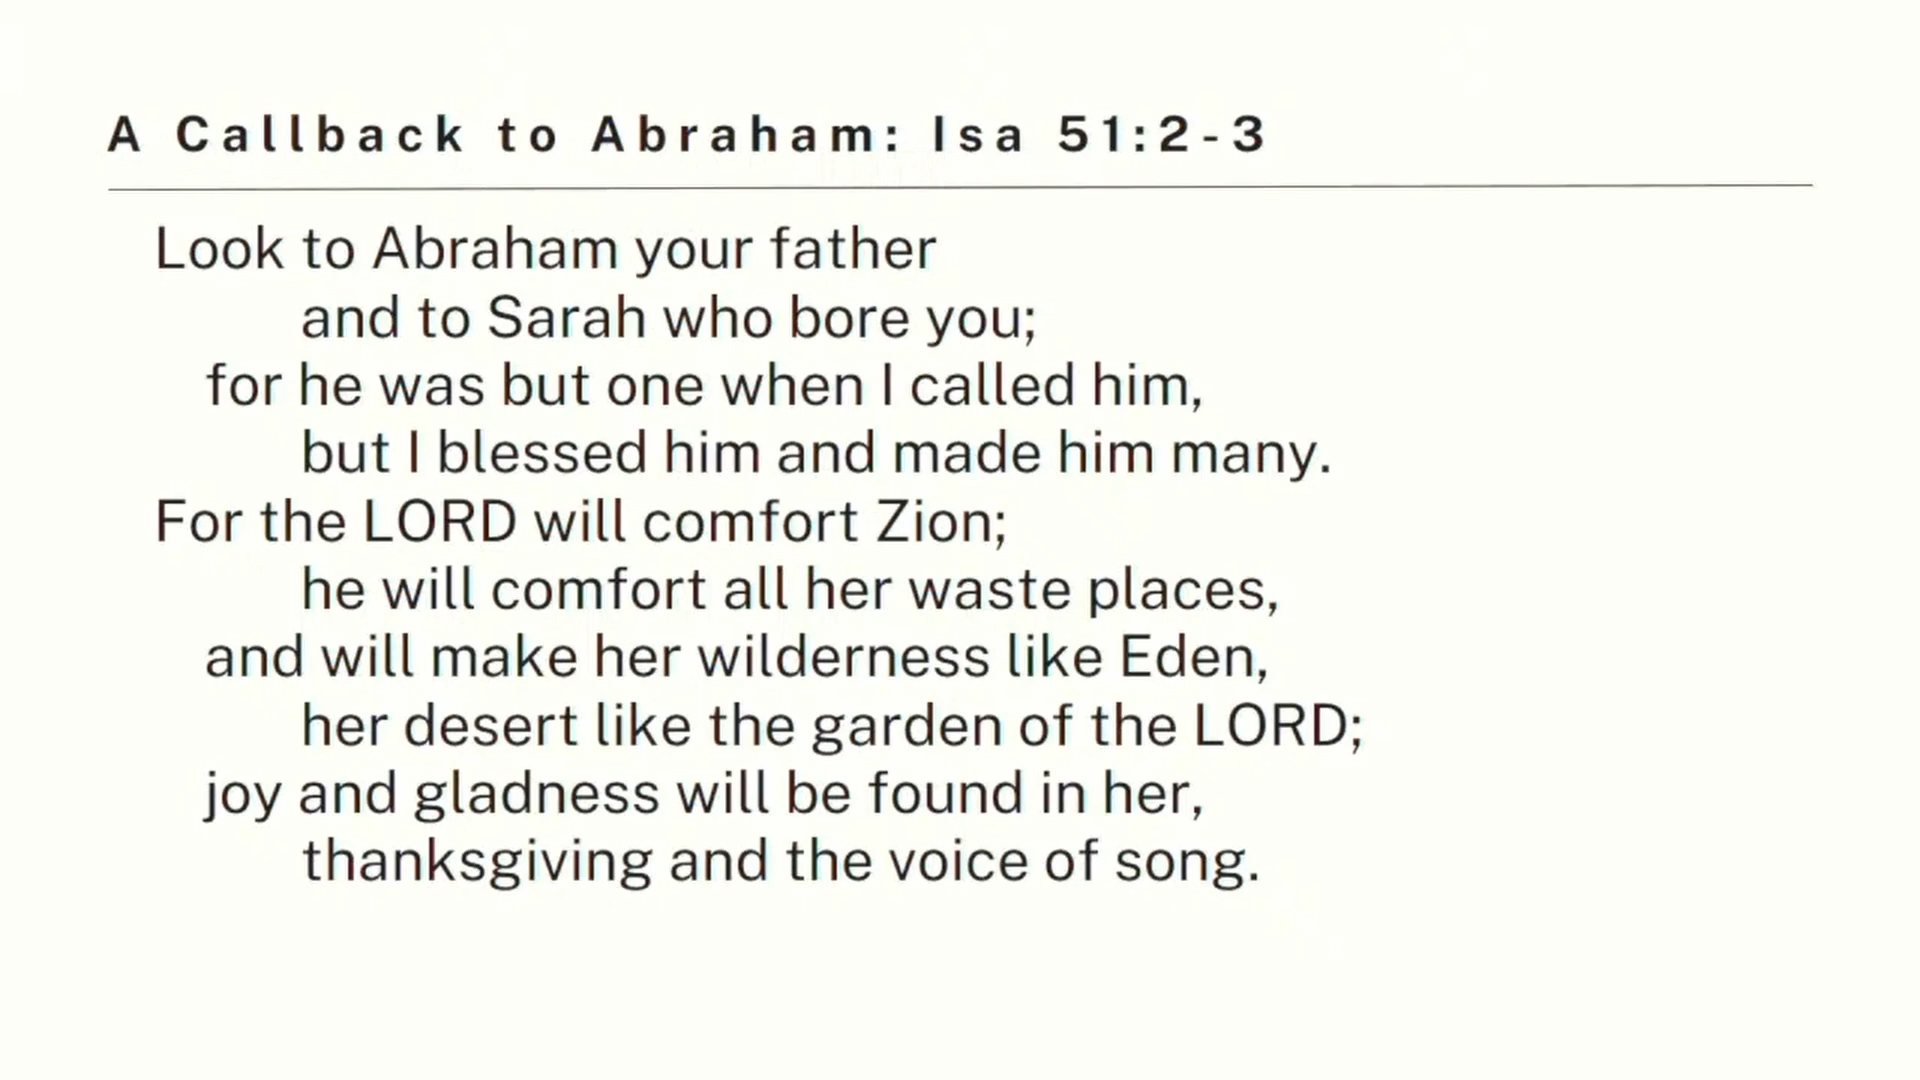 A Callback to Abraham: Isa 51:2-3
Look to Abraham your father
and to Sarah who bore you;
for he was but one when I called him,
but I blessed him and made him many.
For the LORD will comfort Zion;
he will comfort all her waste places,
and will make her wilderness like Eden,
her desert like the garden of the LORD;
joy and gladness will be found in her,
thanksgiving and the voice of song.